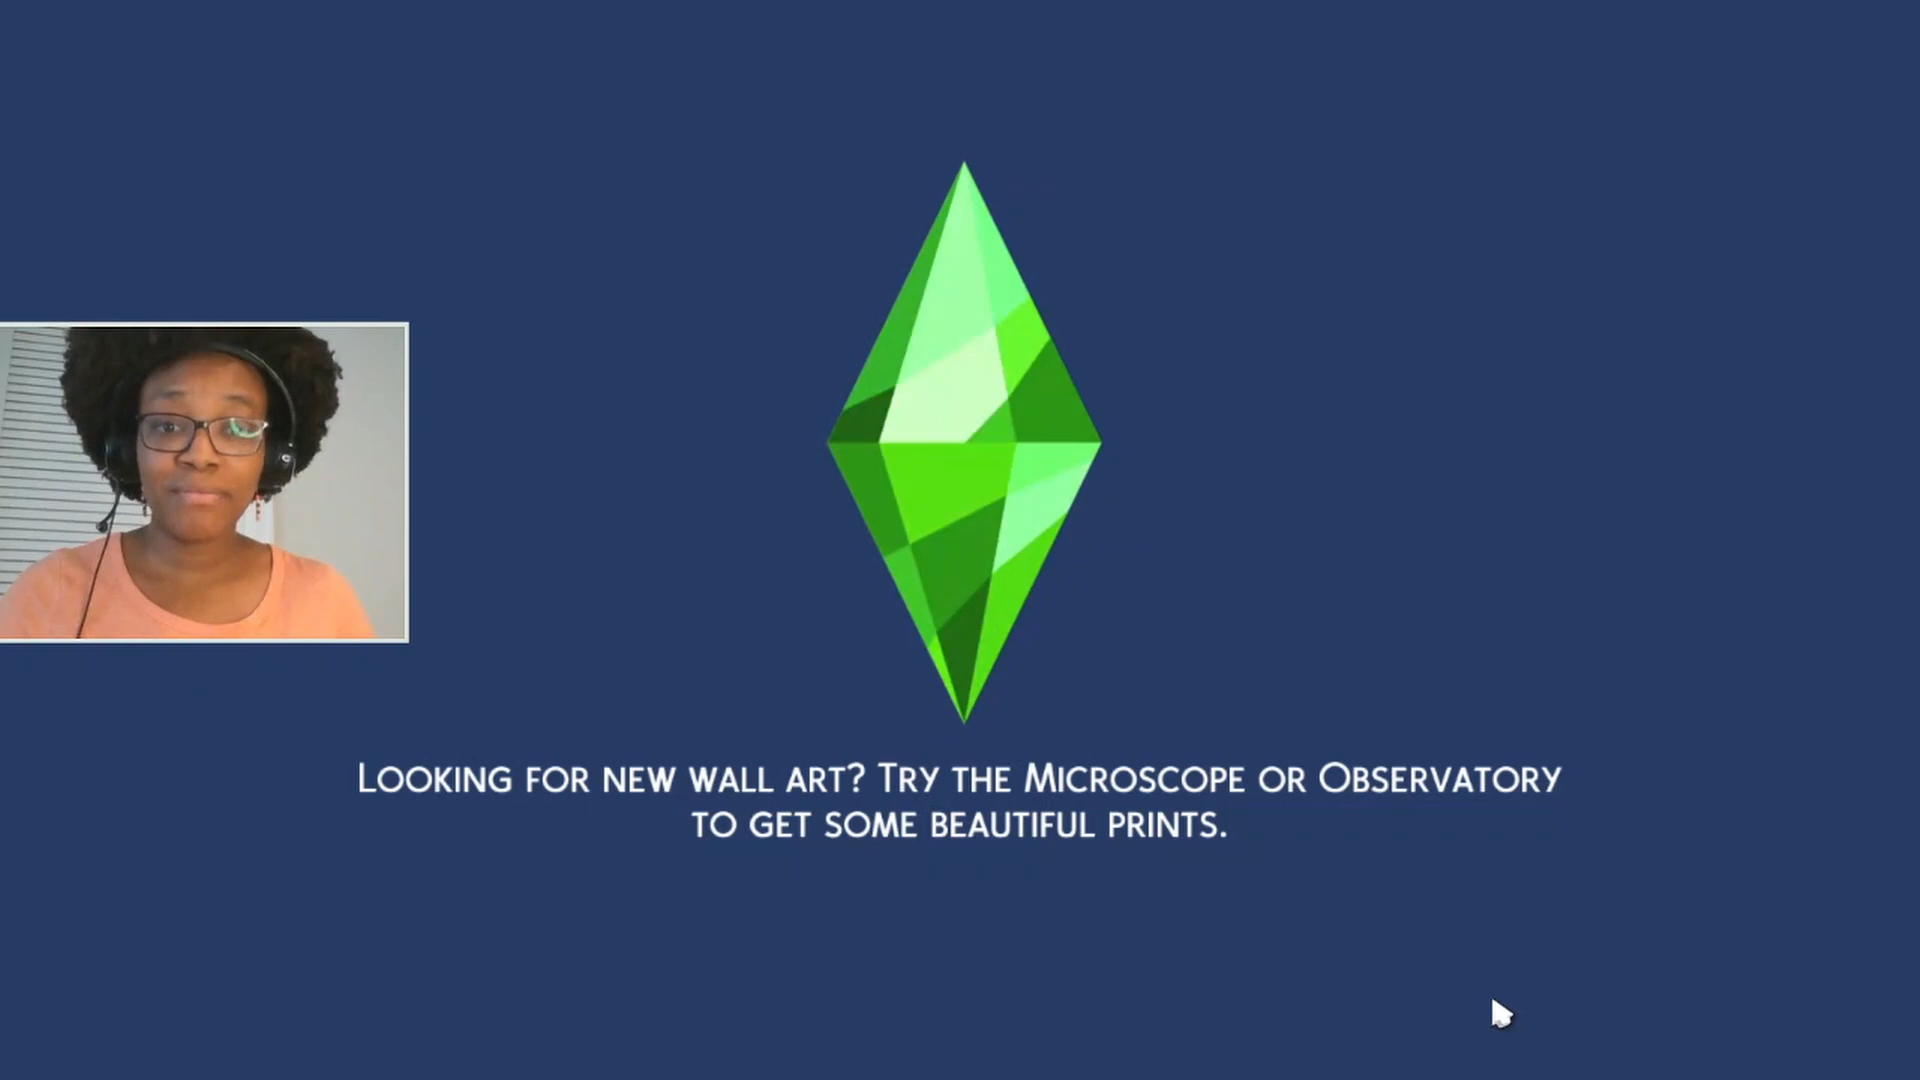 Looking for new wall art? Try the Microscope or Observatory
to get some beautiful prints.